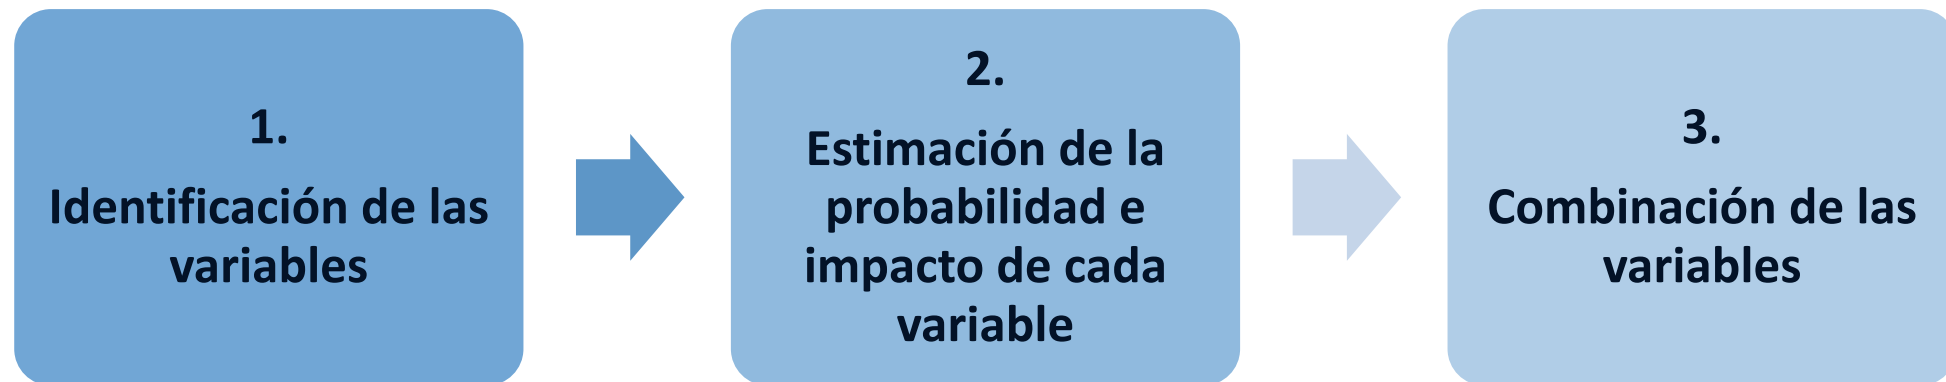 1.
Identificación de las
variables
2.
Estimación de la
probabilidad e
impacto de cada
variable
3.
Combinación de las
variables